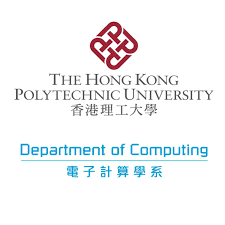 THE HONG KONG
POLYTECHNIC UNIVERSITY
香港理工大學
Department of Computing
電子計算學系